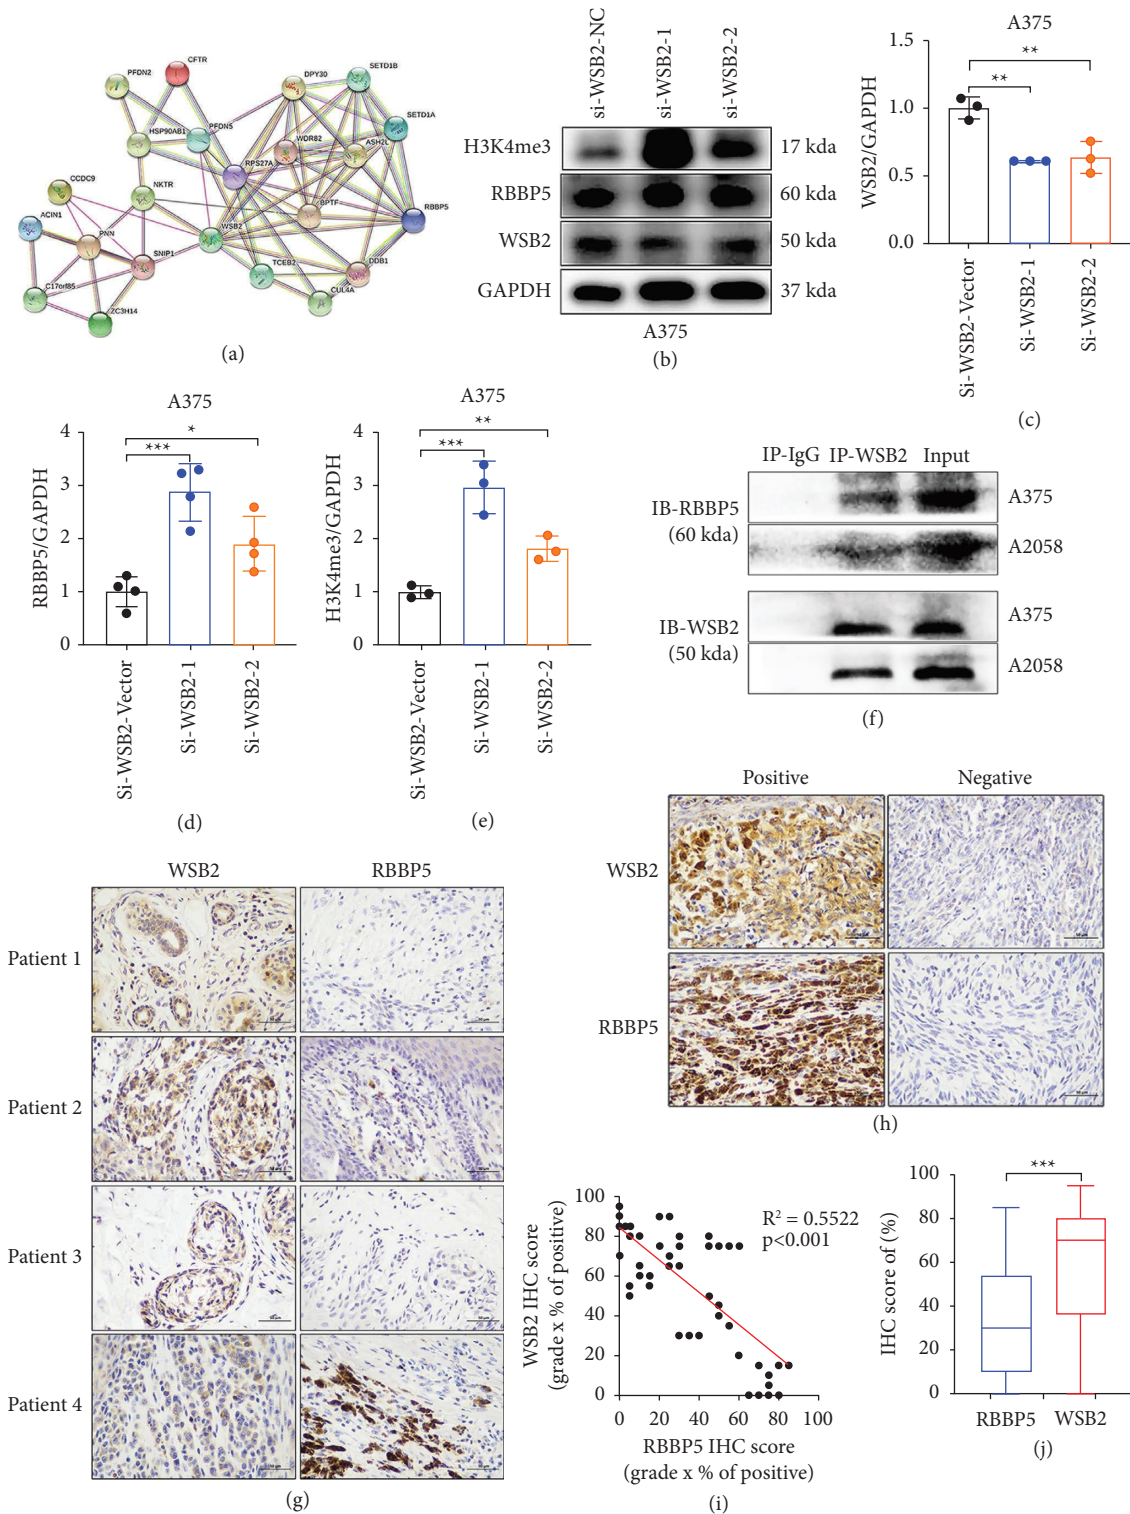 CFTR
PFDN2
DPY30
SETD1B
HSP90AB1
PFDN5
WDR82
SETD1A
ASH2L
RPS27A
CCDC9
NKTR
BPTF
RBBP5
ACIN1
PNN
WSB2
SNIP1
TCEB2
DDB1
C17orf85
CUL4A
ZC3H14
(a)
si-WSB2-NC
si-WSB2-1
si-WSB2-2
H3K4me3
17 kda
RBBP5
60 kda
WSB2
50 kda
GAPDH
37 kda
A375
(b)
A375
WSB2/GAPDH
1.5
1.0
0.5
0.0
**
**
Si-WSB2-Vector
Si-WSB2-1
Si-WSB2-2
(c)
A375
RBBP5/GAPDH
4
3
2
1
0
*
***
Si-WSB2-Vector
Si-WSB2-1
Si-WSB2-2
(d)
A375
H3K4me3/GAPDH
4
3
2
1
0
**
***
Si-WSB2-Vector
Si-WSB2-1
Si-WSB2-2
(e)
IP-IgG IP-WSB2 Input
IB-RBBP5
(60 kda)
A375
A2058
IB-WSB2
(50 kda)
A375
A2058
(f)
WSB2
RBBP5
Patient 1
Patient 2
Patient 3
Patient 4
(g)
Positive
Negative
WSB2
RBBP5
(h)
WSB2 IHC score
(grade x % of positive)
100
80
60
40
20
0
R² = 0.5522
p<0.001
0 20 40 60 80 100
RBBP5 IHC score
(grade x % of positive)
(i)
IHC score of (%)
100
80
60
40
20
0
***
RBBP5
WSB2
(j)